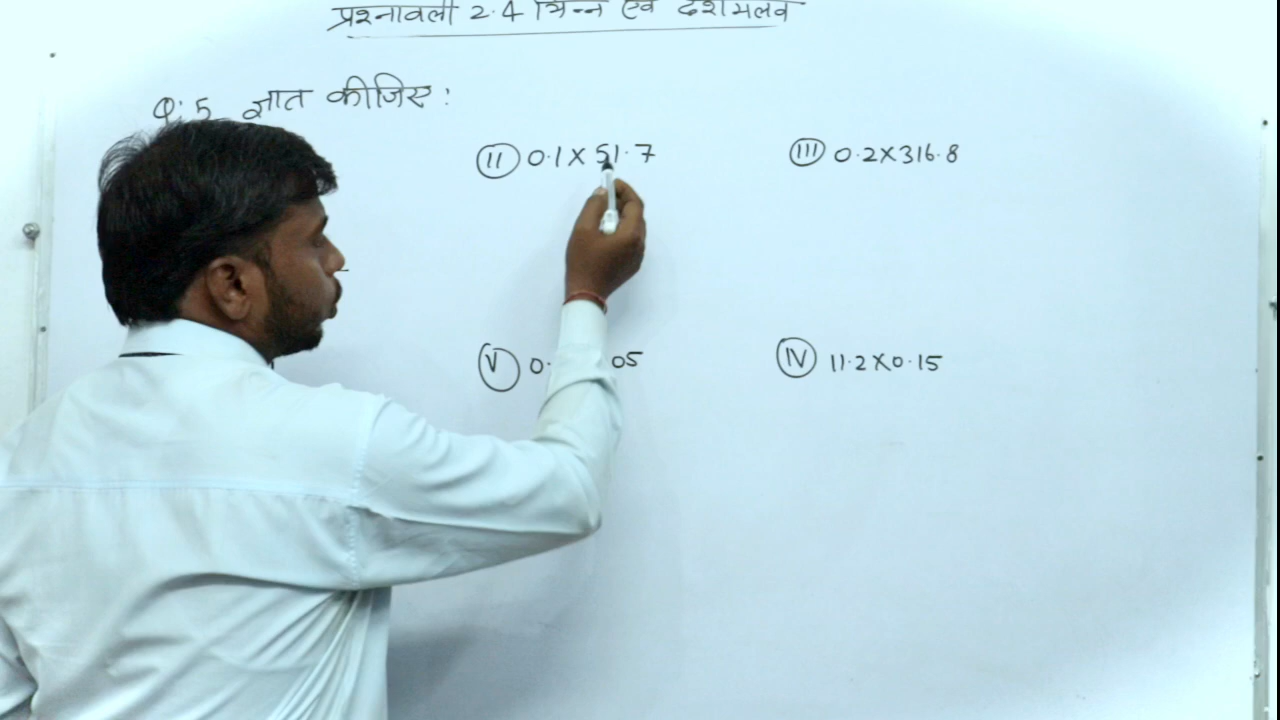 प्रश्नावली 2.4 भिन्न एवं दशमलव
Q: 5 ज्ञात कीजिए :
(II) 0.1 X 51.7
(III) 0.2 X 316.8
(V) 0. 05
(IV) 11.2 X 0.15